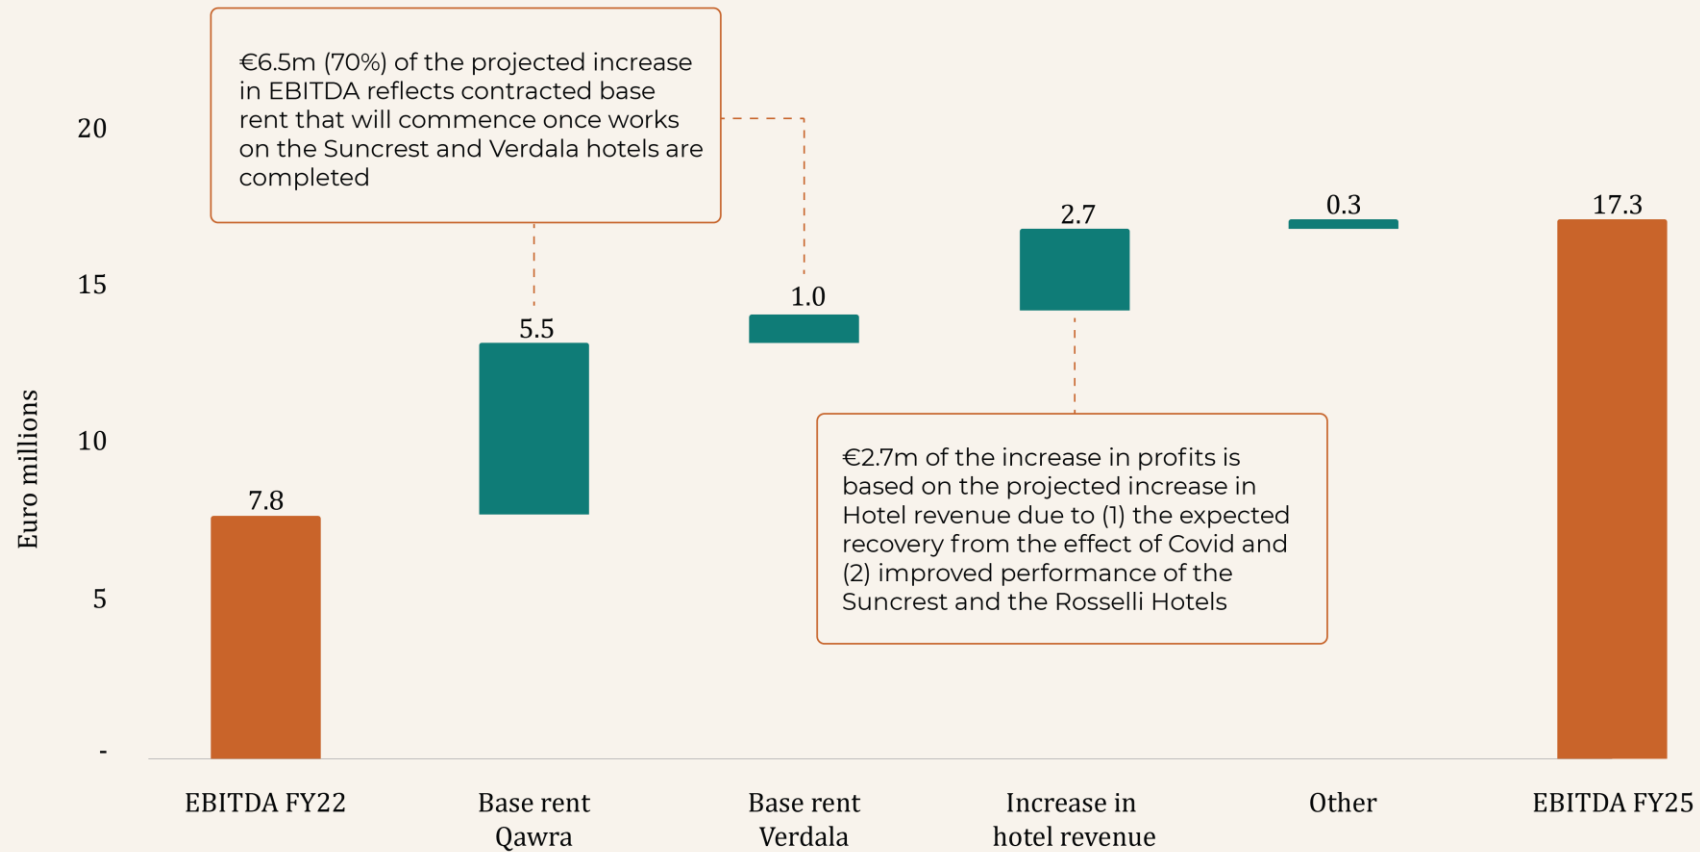 €6.5m (70%) of the projected increase
in EBITDA reflects contracted base
rent that will commence once works
on the Suncrest and Verdala hotels are
completed
20
15
10
5
-
Euro millions
7.8
5.5
1.0
2.7
0.3
17.3
€2.7m of the increase in profits is
based on the projected increase in
Hotel revenue due to (1) the expected
recovery from the effect of Covid and
(2) improved performance of the
Suncrest and the Rosselli Hotels
EBITDA FY22
Base rent
Qawra
Base rent
Verdala
Increase in
hotel revenue
Other
EBITDA FY25